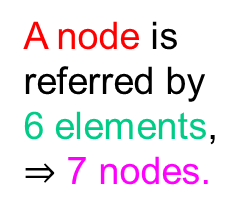 A node is
referred by
6 elements,
⇒ 7 nodes.